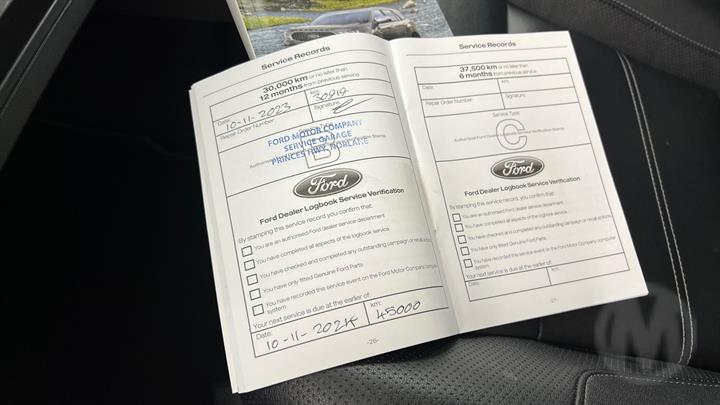 Service Records
30,000 km or no later than
12 months from previous service.
Date:
10-11-2023
km:
30919
Repair Order Number:
Signature:
Service Type
B
FORD MOTOR COMPANY
SERVICE GARAGE
PRINCES HWY, NORLANE
Ford
Ford Dealer Logbook Service Verification
By stamping this service record you confirm that:
You are an authorised Ford dealer service department
You have completed all aspects of the logbook service
You have checked and completed any outstanding campaign or recall actions
You have only fitted Genuine Ford Parts
You have recorded this service event on the Ford Motor Company computer
system
Your next service is due at the earlier of:
Date:
10-11-2024
km:
45000
-26-
Service Records
37,500 km or no later than
6 months from previous service.
Date:
km:
Repair Order Number:
Signature:
Service Type
C
Authorised Ford Dealer Logbook Service Verification Stamp
Ford
Ford Dealer Logbook Service Verification
By stamping this service record you confirm that:
You are an authorised Ford dealer service department.
You have completed all aspects of the logbook service.
You have checked and completed any outstanding campaign or recall actions
You have only fitted Genuine Ford Parts.
You have recorded this service event on the Ford Motor Company computer
system.
Your next service is due at the earlier of:
Date:
km:
M